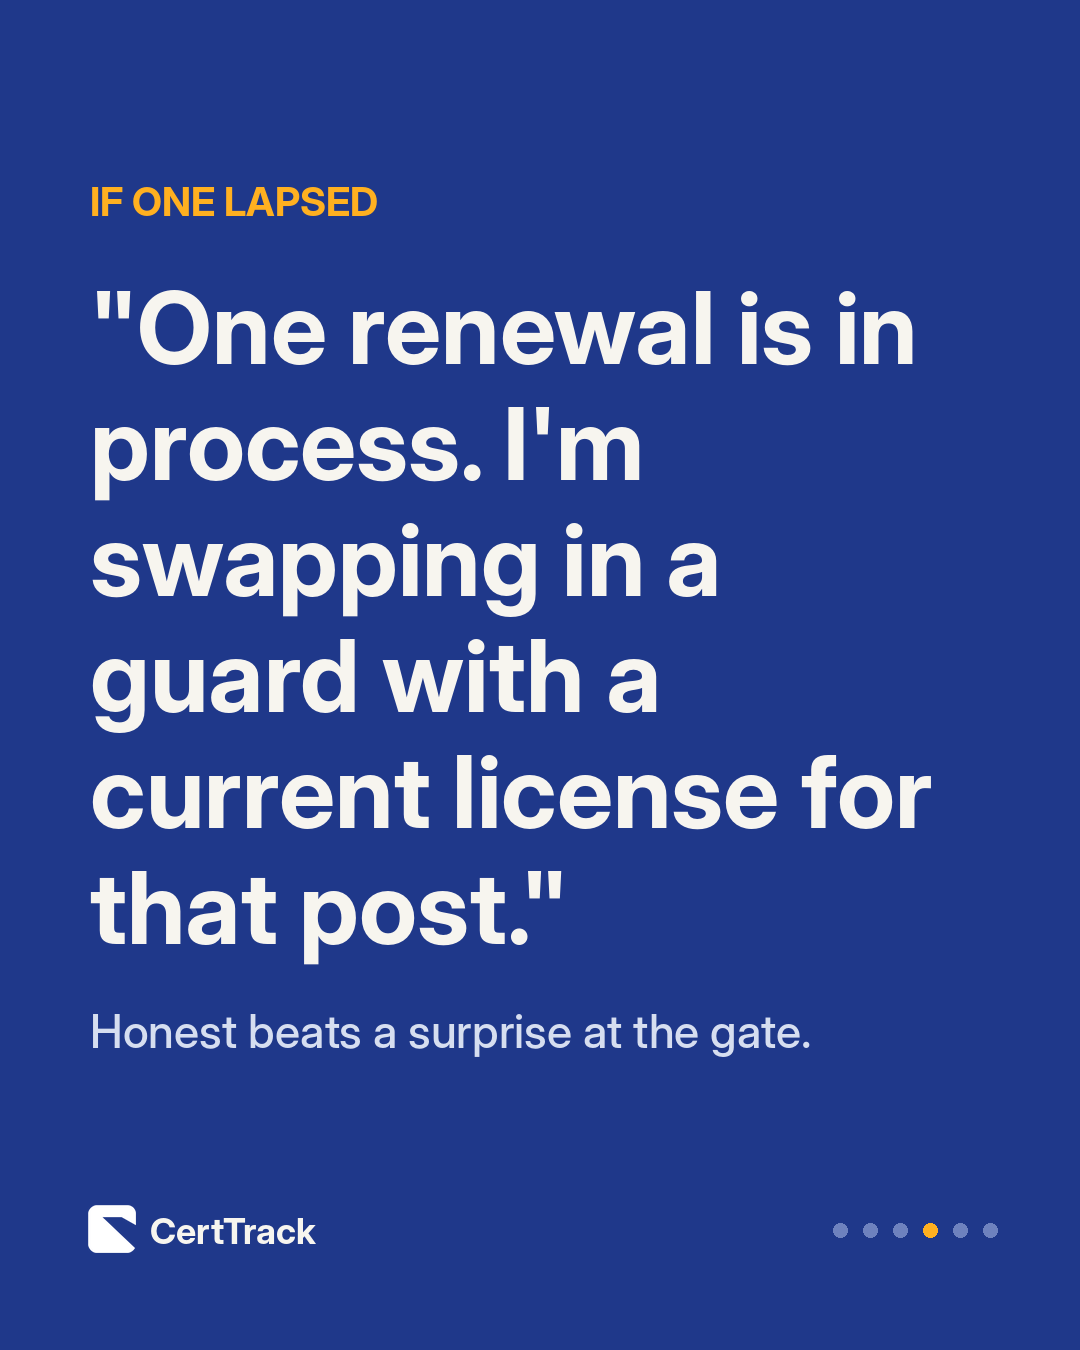 IF ONE LAPSED
"One renewal is in
process. I'm
swapping in a
guard with a
current license for
that post."
Honest beats a surprise at the gate.
CertTrack